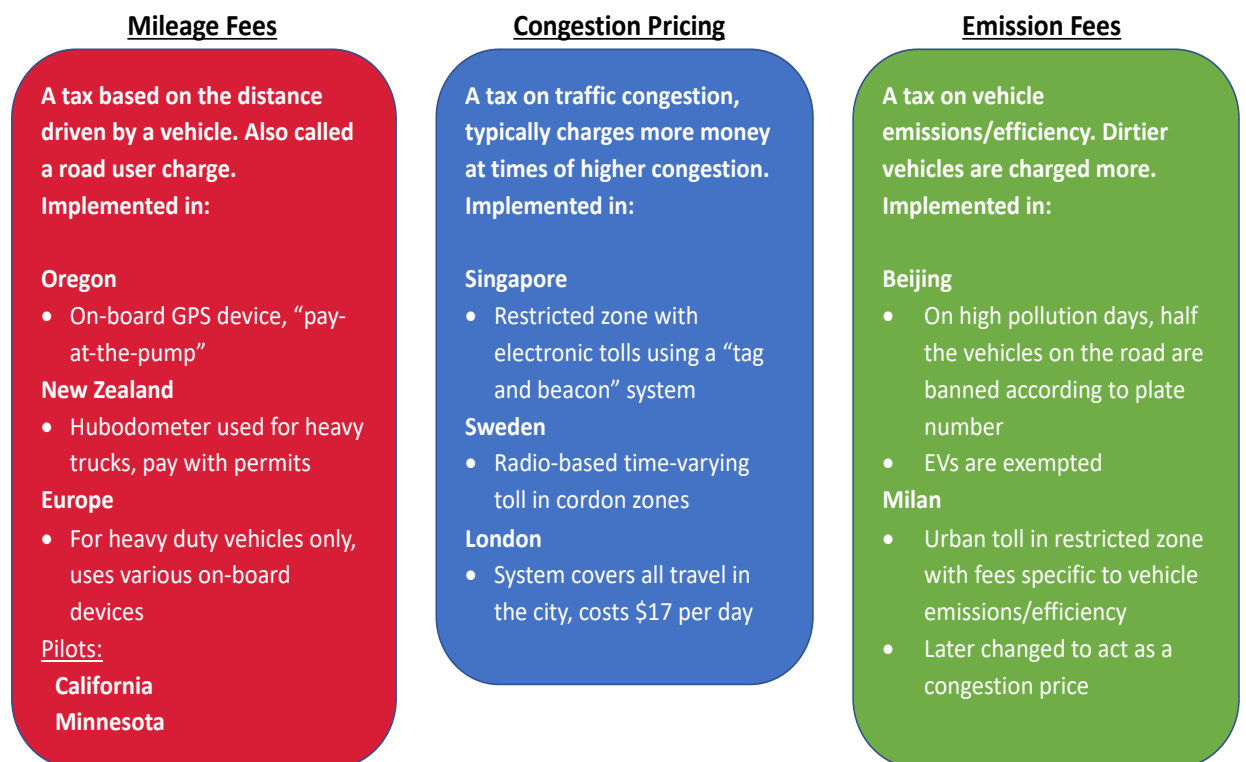 Mileage Fees
A tax based on the distance
driven by a vehicle. Also called
a road user charge.
Implemented in:
Oregon
• On-board GPS device, “pay-
at-the-pump”
New Zealand
• Hubodometer used for heavy
trucks, pay with permits
Europe
• For heavy duty vehicles only,
uses various on-board
devices
Pilots:
California
Minnesota
Congestion Pricing
A tax on traffic congestion,
typically charges more money
at times of higher congestion.
Implemented in:
Singapore
• Restricted zone with
electronic tolls using a “tag
and beacon” system
Sweden
• Radio-based time-varying
toll in cordon zones
London
• System covers all travel in
the city, costs $17 per day
Emission Fees
A tax on vehicle
emissions/efficiency. Dirtier
vehicles are charged more.
Implemented in:
Beijing
• On high pollution days, half
the vehicles on the road are
banned according to plate
number
• EVs are exempted
Milan
• Urban toll in restricted zone
with fees specific to vehicle
emissions/efficiency
• Later changed to act as a
congestion price